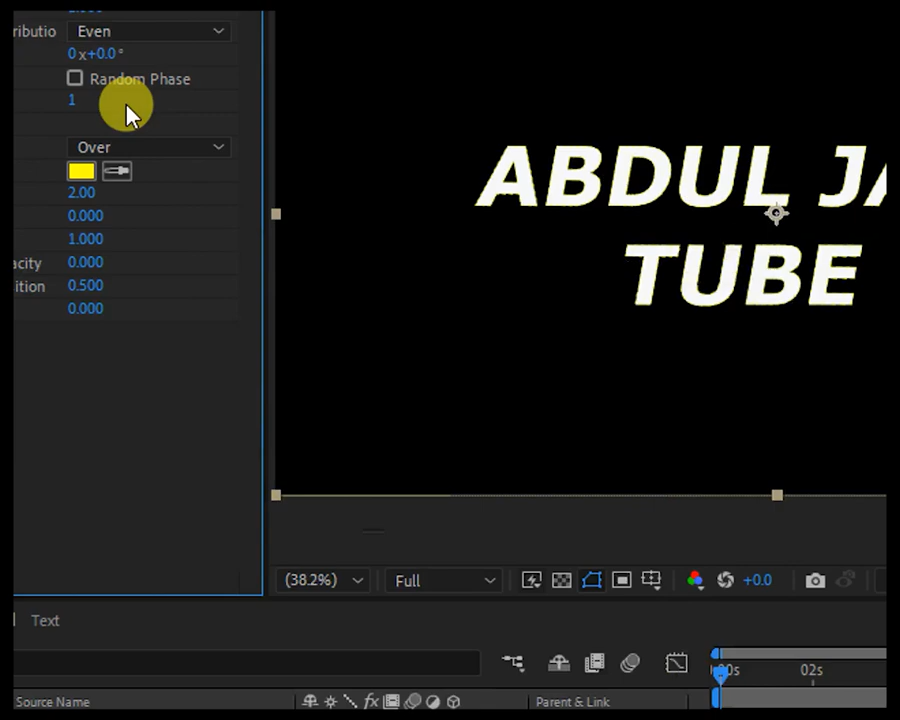 ributio Even
0x+0.0°
Random Phase
1
Over
2.00
0.000
1.000
acity 0.000
ition 0.500
0.000
ABDUL JA
TUBE
(38.2%) Full +0.0
Text
:00s 02s
Source Name Parent & Link